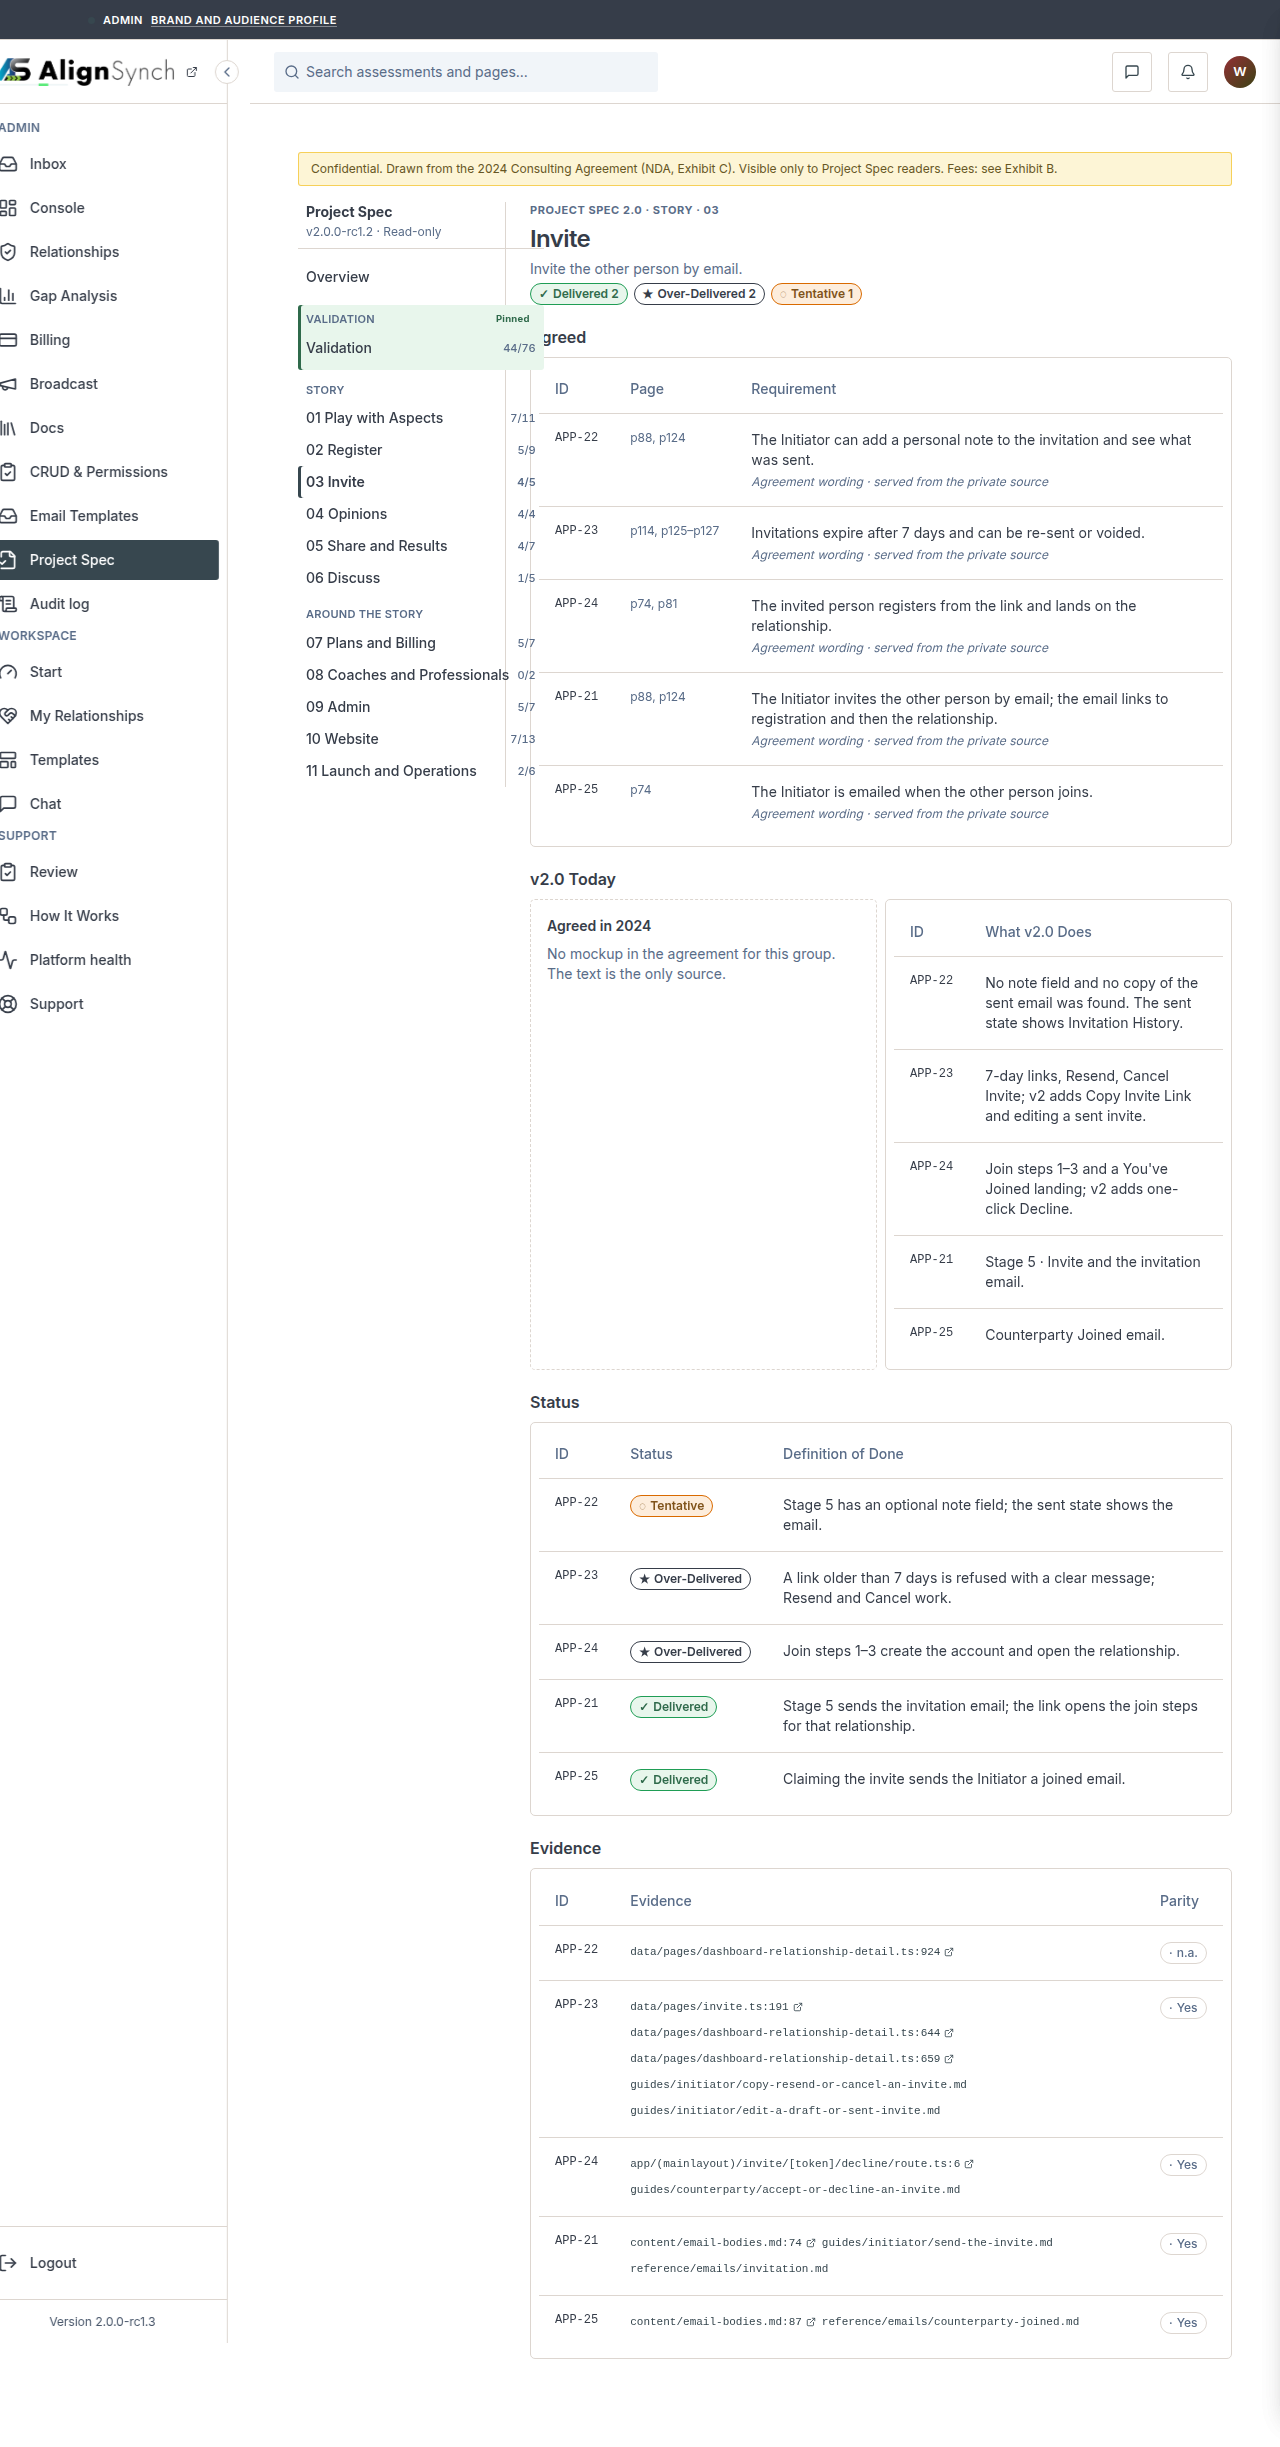 ADMIN BRAND AND AUDIENCE PROFILE
AlignSynch
Search assessments and pages...
W
ADMIN
Inbox
Console
Relationships
Gap Analysis
Billing
Broadcast
Docs
CRUD & Permissions
Email Templates
Project Spec
Audit log
WORKSPACE
Start
My Relationships
Templates
Chat
SUPPORT
Review
How It Works
Platform health
Support
Logout
Version 2.0.0-rc1.3
Confidential. Drawn from the 2024 Consulting Agreement (NDA, Exhibit C). Visible only to Project Spec readers. Fees: see Exhibit B.
Project Spec
v2.0.0-rc1.2 · Read-only
Overview
VALIDATION Pinned
Validation 44/76
STORY
01 Play with Aspects 7/11
02 Register 5/9
03 Invite 4/5
04 Opinions 4/4
05 Share and Results 4/7
06 Discuss 1/5
AROUND THE STORY
07 Plans and Billing 5/7
08 Coaches and Professionals 0/2
09 Admin 5/7
10 Website 7/13
11 Launch and Operations 2/6
PROJECT SPEC 2.0 · STORY · 03
Invite
Invite the other person by email.
✓ Delivered 2 ★ Over-Delivered 2 ○ Tentative 1
greed
ID Page Requirement
APP-22 p88, p124 The Initiator can add a personal note to the invitation and see what
was sent.
Agreement wording · served from the private source
APP-23 p114, p125–p127 Invitations expire after 7 days and can be re-sent or voided.
Agreement wording · served from the private source
APP-24 p74, p81 The invited person registers from the link and lands on the
relationship.
Agreement wording · served from the private source
APP-21 p88, p124 The Initiator invites the other person by email; the email links to
registration and then the relationship.
Agreement wording · served from the private source
APP-25 p74 The Initiator is emailed when the other person joins.
Agreement wording · served from the private source
v2.0 Today
Agreed in 2024
No mockup in the agreement for this group.
The text is the only source.
ID What v2.0 Does
APP-22 No note field and no copy of the
sent email was found. The sent
state shows Invitation History.
APP-23 7-day links, Resend, Cancel
Invite; v2 adds Copy Invite Link
and editing a sent invite.
APP-24 Join steps 1–3 and a You've
Joined landing; v2 adds one-
click Decline.
APP-21 Stage 5 · Invite and the invitation
email.
APP-25 Counterparty Joined email.
Status
ID Status Definition of Done
APP-22 ○ Tentative Stage 5 has an optional note field; the sent state shows the
email.
APP-23 ★ Over-Delivered A link older than 7 days is refused with a clear message;
Resend and Cancel work.
APP-24 ★ Over-Delivered Join steps 1–3 create the account and open the relationship.
APP-21 ✓ Delivered Stage 5 sends the invitation email; the link opens the join steps
for that relationship.
APP-25 ✓ Delivered Claiming the invite sends the Initiator a joined email.
Evidence
ID Evidence Parity
APP-22 data/pages/dashboard-relationship-detail.ts:924 · n.a.
APP-23 data/pages/invite.ts:191 · Yes
data/pages/dashboard-relationship-detail.ts:644
data/pages/dashboard-relationship-detail.ts:659
guides/initiator/copy-resend-or-cancel-an-invite.md
guides/initiator/edit-a-draft-or-sent-invite.md
APP-24 app/(mainlayout)/invite/[token]/decline/route.ts:6 · Yes
guides/counterparty/accept-or-decline-an-invite.md
APP-21 content/email-bodies.md:74 guides/initiator/send-the-invite.md · Yes
reference/emails/invitation.md
APP-25 content/email-bodies.md:87 reference/emails/counterparty-joined.md · Yes